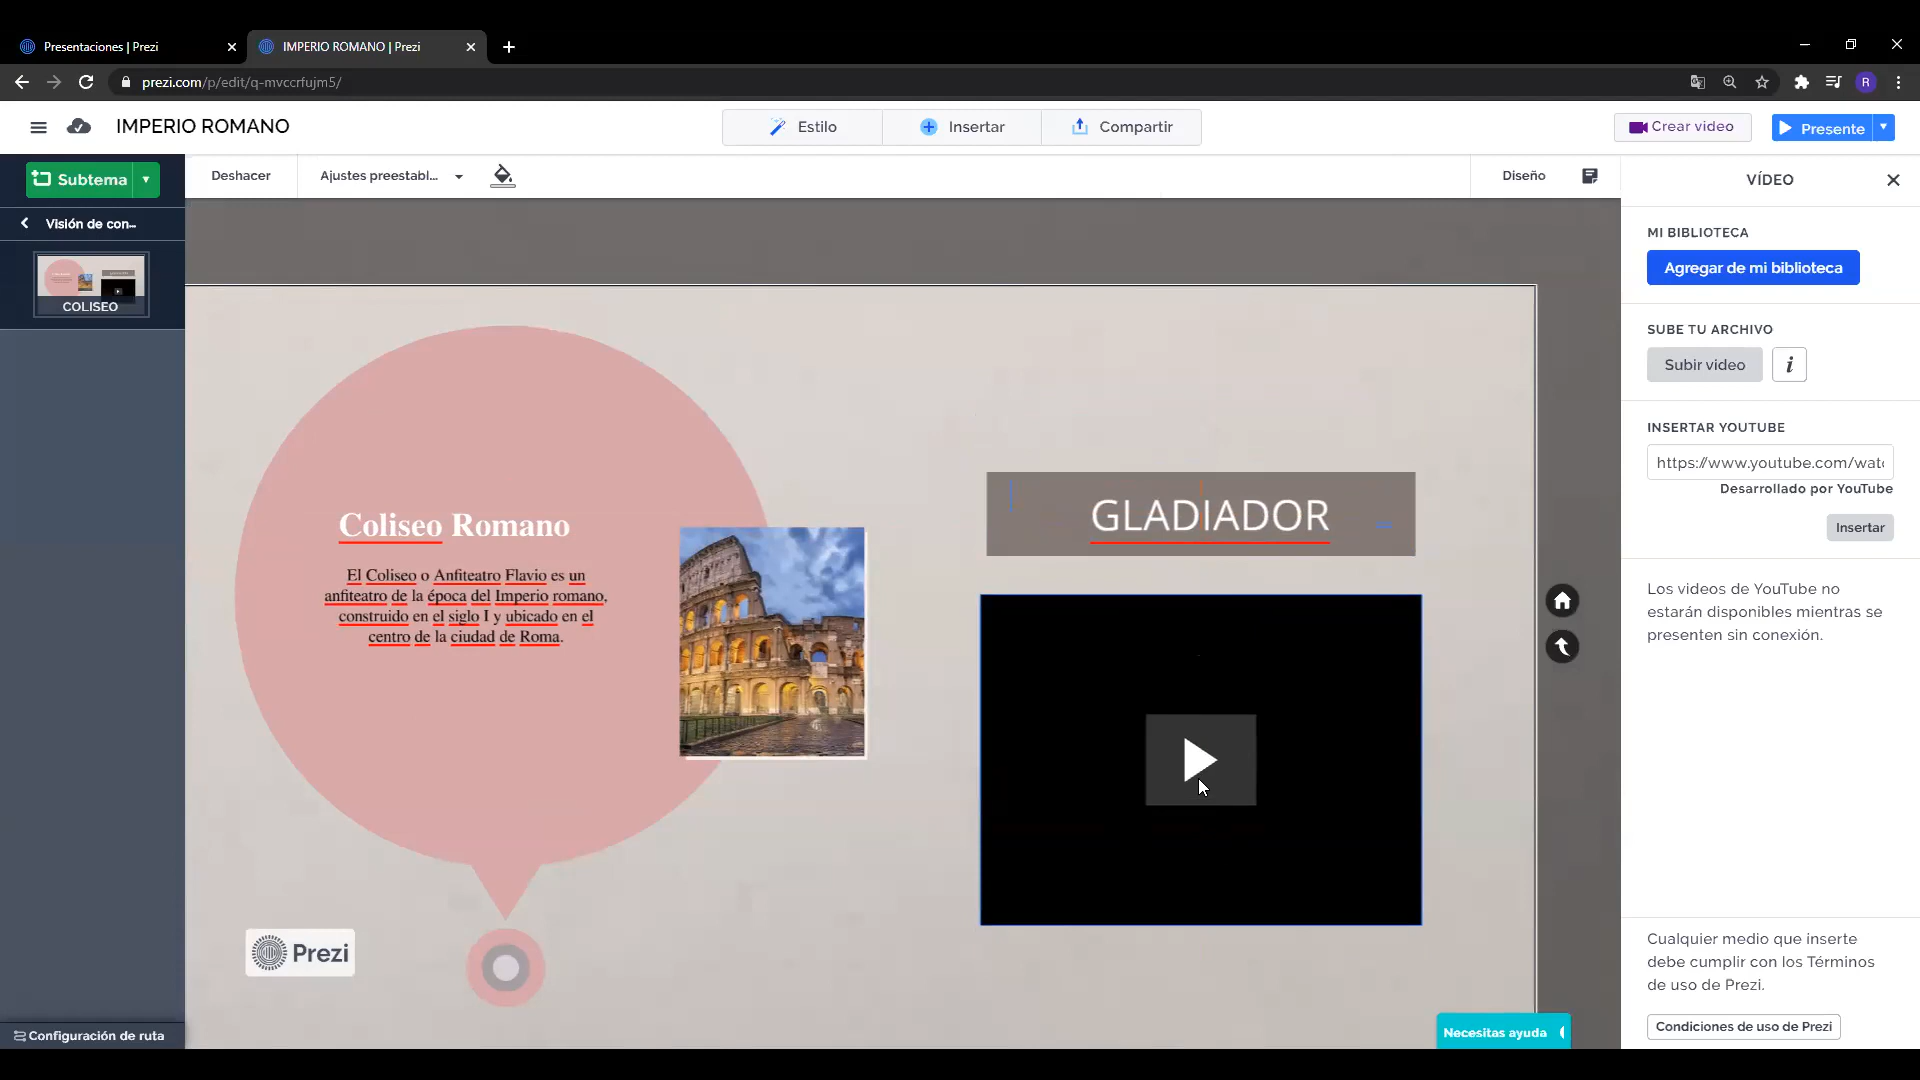 Presentaciones | Prezi
IMPERIO ROMANO | Prezi
prezi.com/p/edit/q-mvccrfujm5/
R
IMPERIO ROMANO
Estilo
Insertar
Compartir
Crear video
Presente
Subtema
Deshacer
Ajustes preestabl...
Diseño
VÍDEO
Visión de con...
COLISEO
MI BIBLIOTECA
Agregar de mi biblioteca
SUBE TU ARCHIVO
Subir video
i
INSERTAR YOUTUBE
https://www.youtube.com/wat
Desarrollado por YouTube
Insertar
Los videos de YouTube no
estarán disponibles mientras se
presenten sin conexión.
Coliseo Romano
El Coliseo o Anfiteatro Flavio es un
anfiteatro de la época del Imperio romano,
construido en el siglo I y ubicado en el
centro de la ciudad de Roma.
GLADIADOR
Prezi
Cualquier medio que inserte
debe cumplir con los Términos
de uso de Prezi.
Condiciones de uso de Prezi
Necesitas ayuda
Configuración de ruta